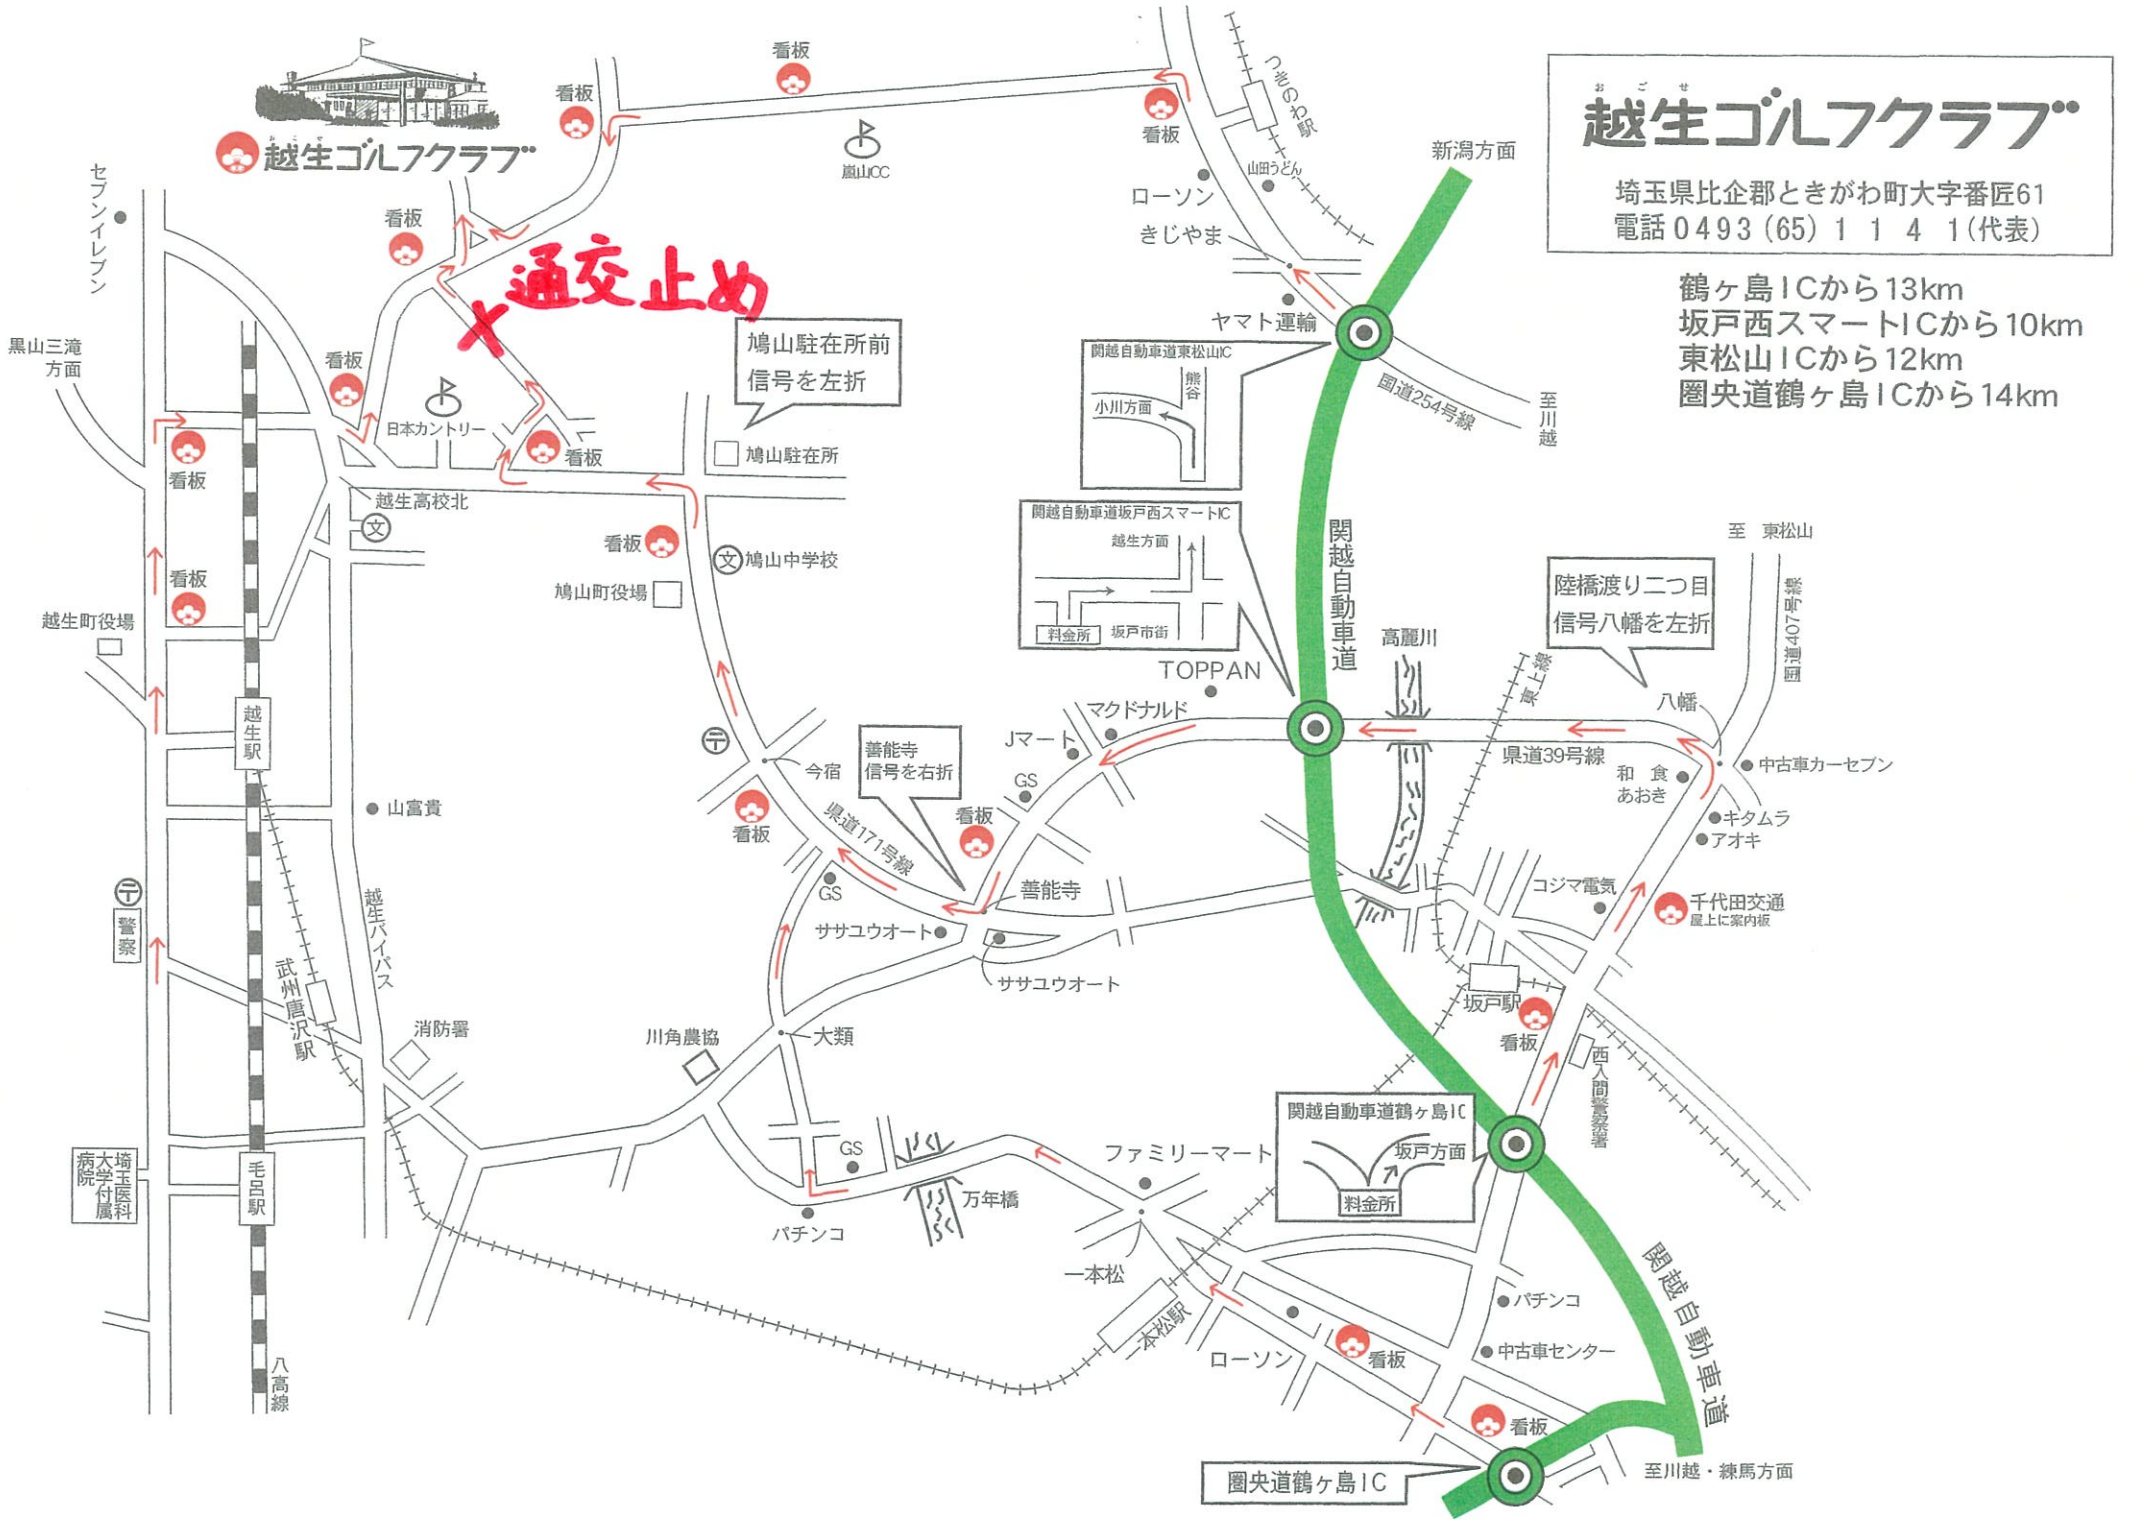 おごせ
越生ゴルフクラブ
埼玉県比企郡ときがわ町大字番匠61
電話0493(65)1141(代表)
鶴ヶ島ICから13km
坂戸西スマートICから10km
東松山ICから12km
圏央道鶴ヶ島ICから14km
越生ゴルフクラブ
看板
看板
看板
看板
嵐山CC
つきのわ駅
山田うどん
ローソン
きじやま
ヤマト運輸
新潟方面
国道254号線
至川越
セブンイレブン
看板
通交止め
黒山三滝
方面
看板
日本カントリー
鳩山駐在所前
信号を左折
看板
看板
鳩山駐在所
越生高校北
文
看板
文
鳩山中学校
鳩山町役場
看板
越生町役場
関越自動車道東松山IC
熊谷
小川方面
関越自動車道坂戸西スマートIC
越生方面
料金所
坂戸市街
関越自動車道
至 東松山
国道407号線
陸橋渡り二つ目
信号八幡を左折
高麗川
東上線
八幡
TOPPAN
マクドナルド
Jマート
GS
県道39号線
和食
あおき
中古車カーセブン
キタムラ
アオキ
越生駅
〒
今宿
看板
善能寺
信号を右折
看板
県道171号線
山富貴
GS
善能寺
ササユウオート
ササユウオート
コジマ電気
千代田交通
屋上に案内板
〒
警察
越生バイパス
武州唐沢駅
消防署
川角農協
大類
坂戸駅
看板
西入間警察署
関越自動車道鶴ヶ島IC
坂戸方面
料金所
埼玉医科
大学付属
病院
毛呂駅
GS
パチンコ
万年橋
ファミリーマート
一本松
一本松駅
ローソン
看板
パチンコ
中古車センター
関越自動車道
看板
八高線
圏央道鶴ヶ島IC
至川越・練馬方面